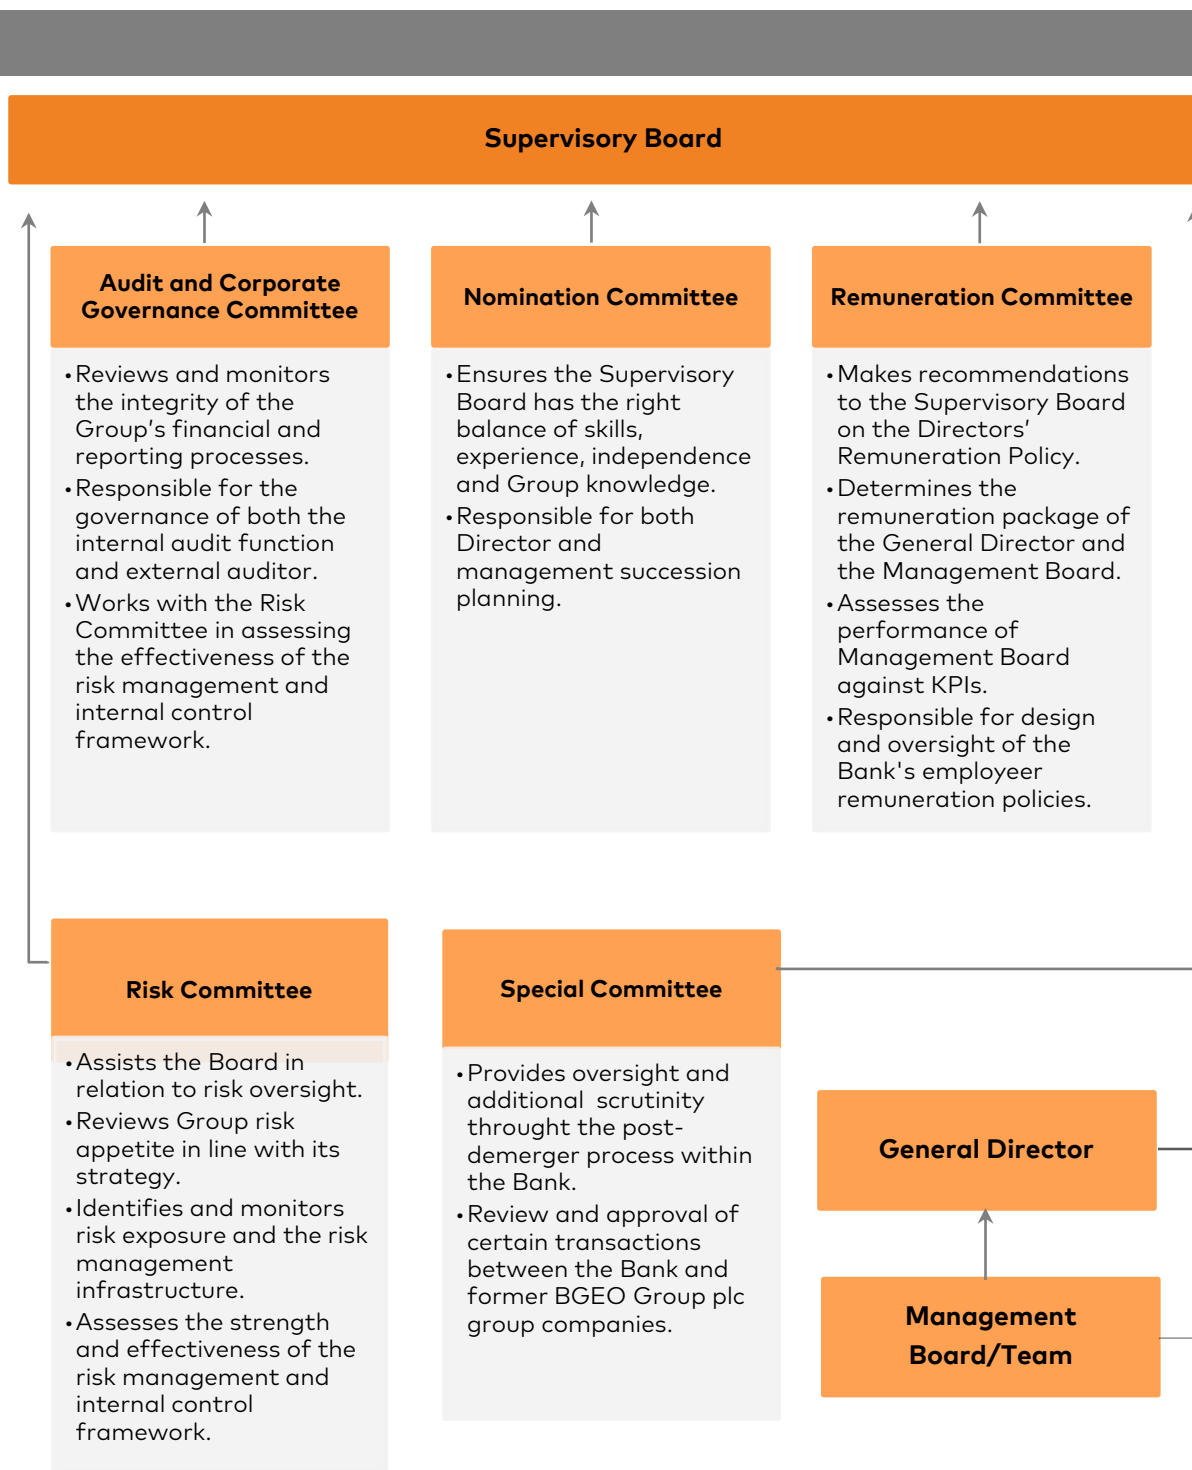 Supervisory Board
Audit and Corporate
Governance Committee
•Reviews and monitors
the integrity of the
Group’s financial and
reporting processes.
•Responsible for the
governance of both the
internal audit function
and external auditor.
•Works with the Risk
Committee in assessing
the effectiveness of the
risk management and
internal control
framework.
Nomination Committee
•Ensures the Supervisory
Board has the right
balance of skills,
experience, independence
and Group knowledge.
•Responsible for both
Director and
management succession
planning.
Remuneration Committee
•Makes recommendations
to the Supervisory Board
on the Directors’
Remuneration Policy.
•Determines the
remuneration package of
the General Director and
the Management Board.
•Assesses the
performance of
Management Board
against KPIs.
•Responsible for design
and oversight of the
Bank's employeer
remuneration policies.
Risk Committee
•Assists the Board in
relation to risk oversight.
•Reviews Group risk
appetite in line with its
strategy.
•Identifies and monitors
risk exposure and the risk
management
infrastructure.
•Assesses the strength
and effectiveness of the
risk management and
internal control
framework.
Special Committee
•Provides oversight and
additional scrutinity
throught the post-
demerger process within
the Bank.
•Review and approval of
certain transactions
between the Bank and
former BGEO Group plc
group companies.
General Director
Management
Board/Team